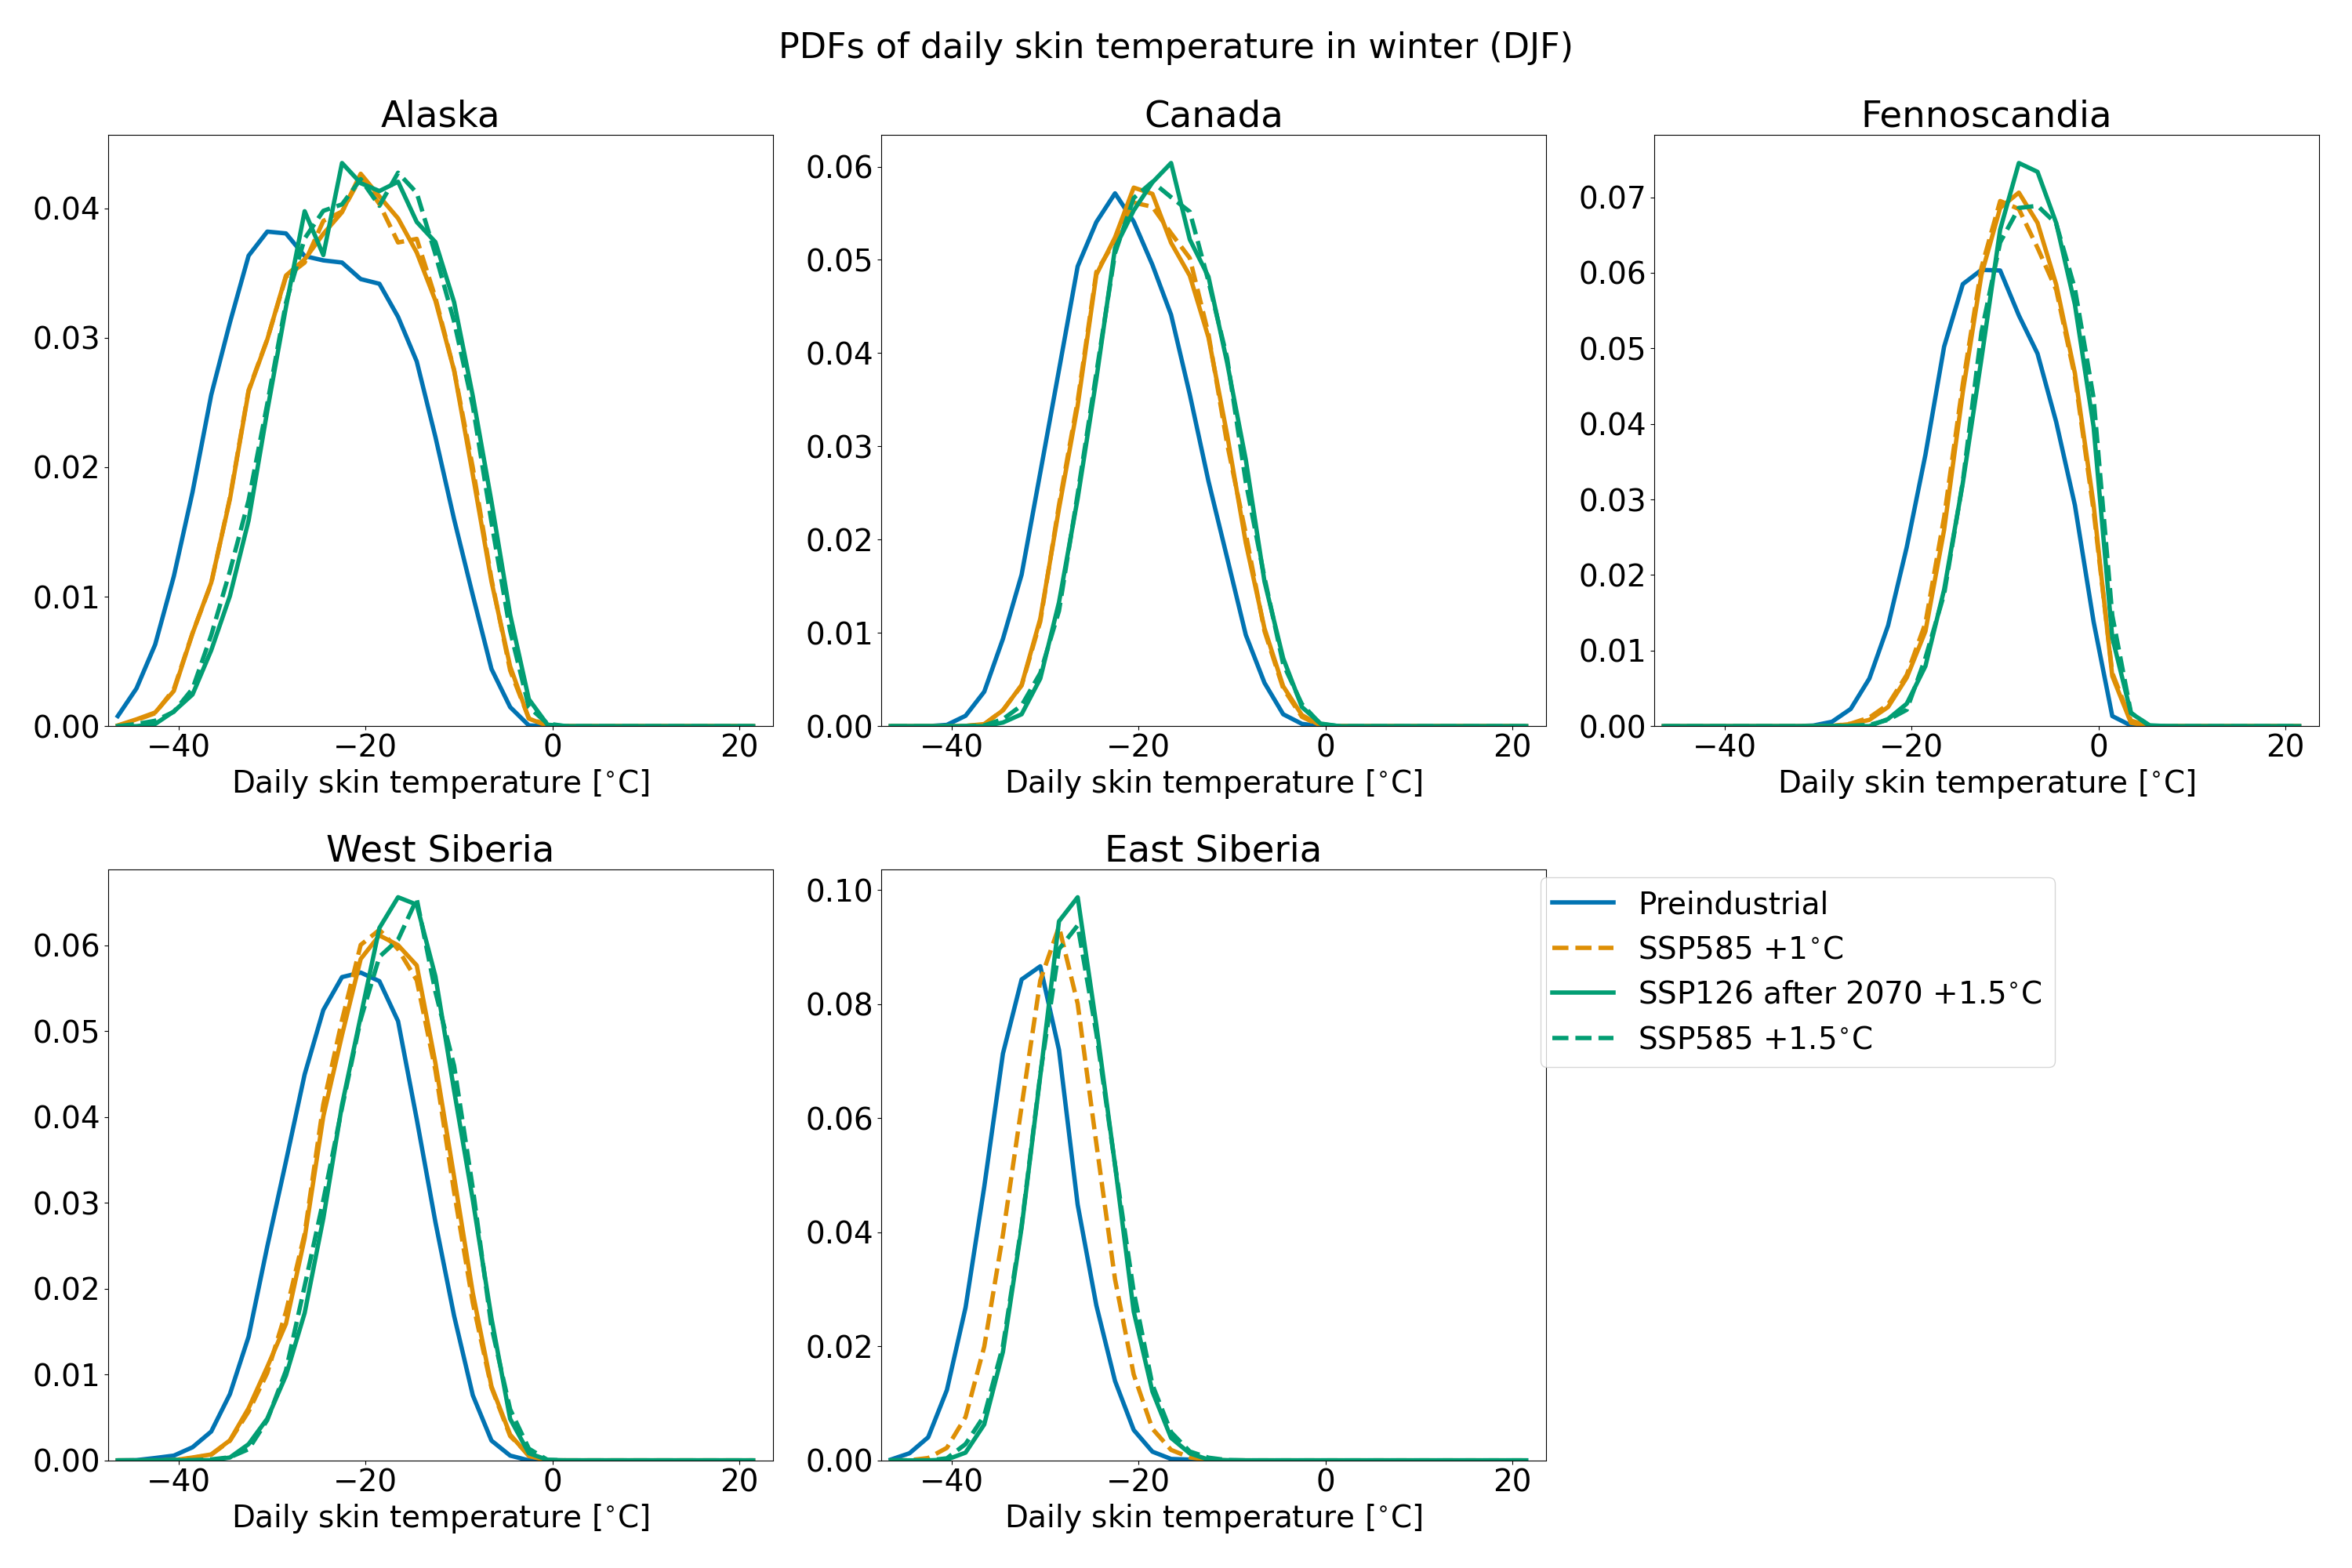 PDFs of daily skin temperature in winter (DJF)
Alaska
0.04
0.03
0.02
0.01
0.00
−40 −20 0 20
Daily skin temperature [°C]
Canada
0.06
0.05
0.04
0.03
0.02
0.01
0.00
−40 −20 0 20
Daily skin temperature [°C]
Fennoscandia
0.07
0.06
0.05
0.04
0.03
0.02
0.01
0.00
−40 −20 0 20
Daily skin temperature [°C]
West Siberia
0.06
0.05
0.04
0.03
0.02
0.01
0.00
−40 −20 0 20
Daily skin temperature [°C]
East Siberia
0.10
0.08
0.06
0.04
0.02
0.00
−40 −20 0 20
Daily skin temperature [°C]
Preindustrial
SSP585 +1°C
SSP126 after 2070 +1.5°C
SSP585 +1.5°C